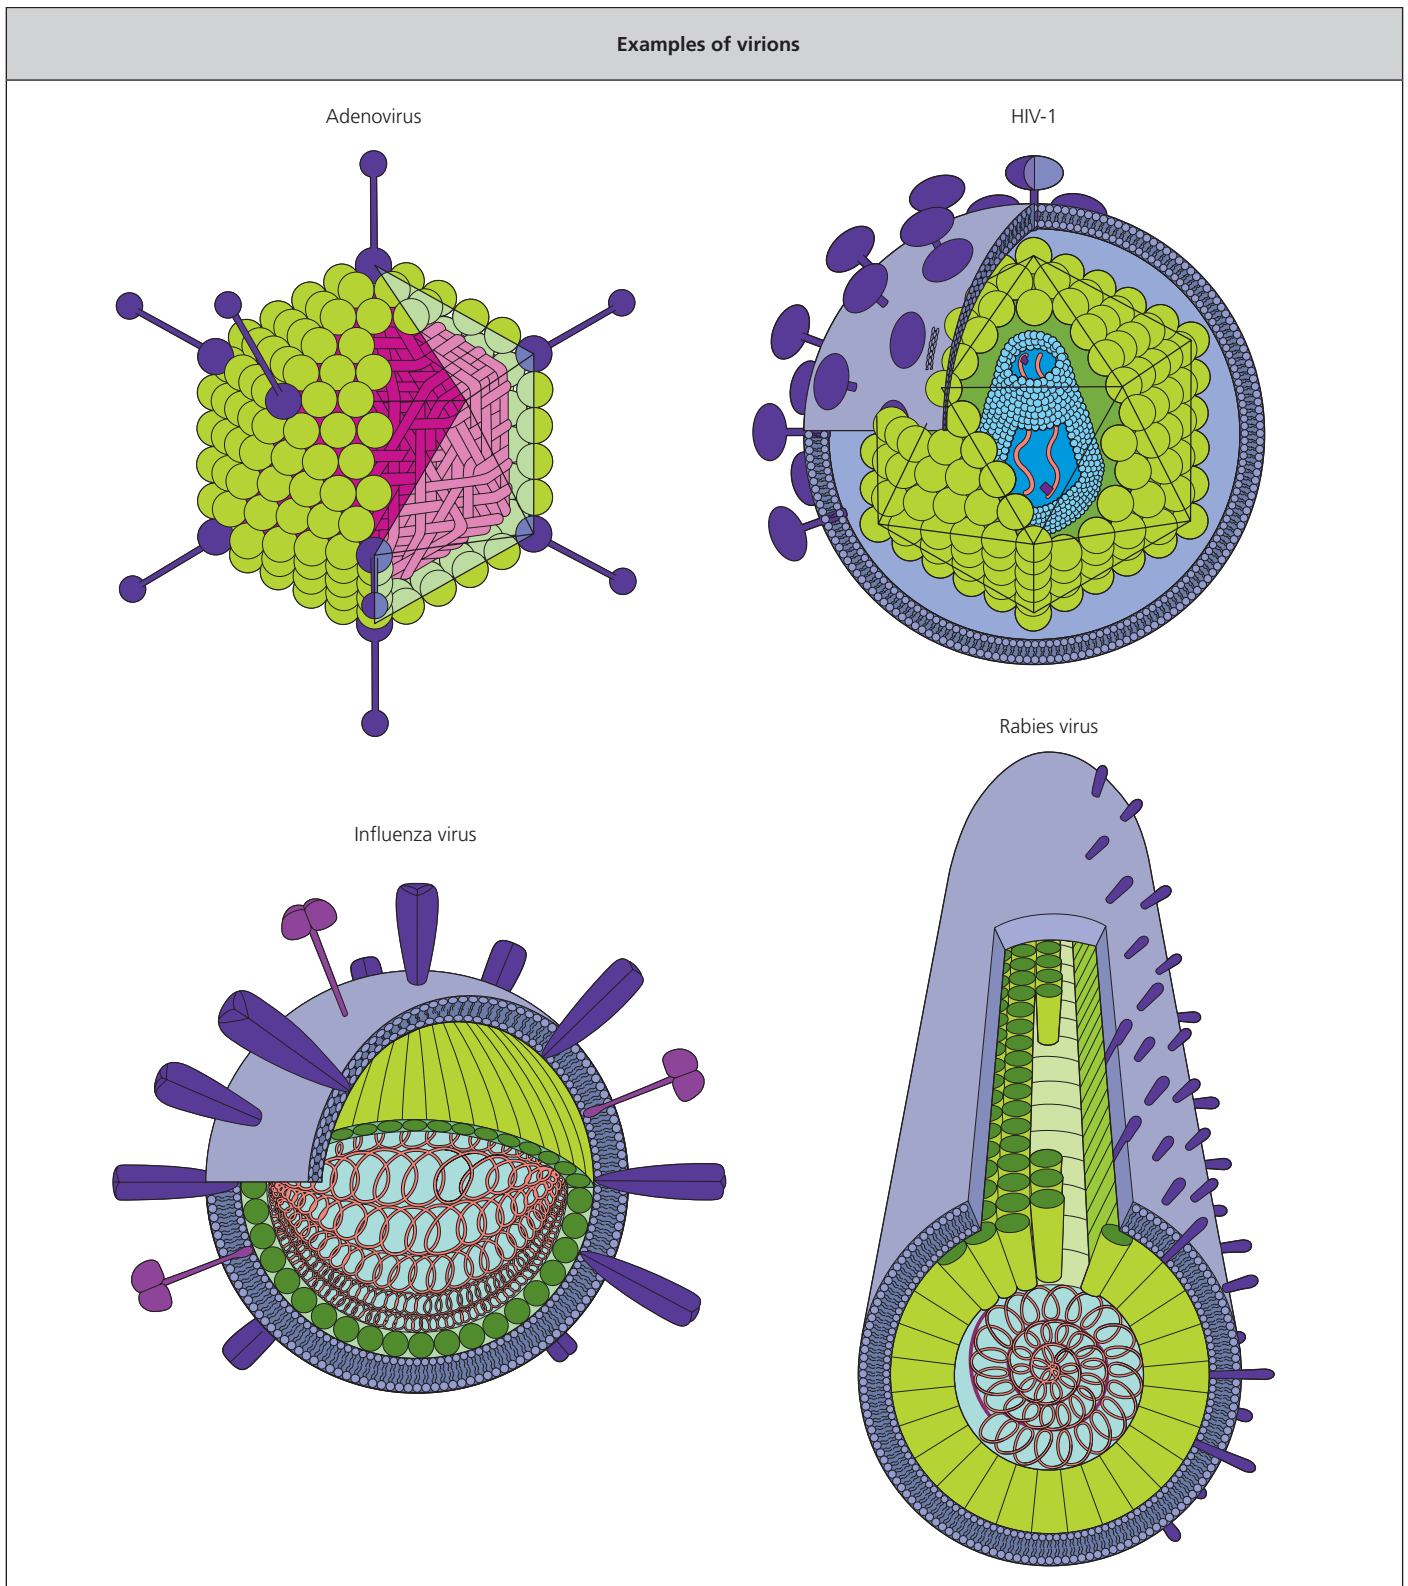 Examples of virions
Adenovirus
HIV-1
Influenza virus
Rabies virus